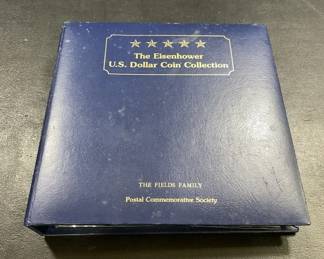 The Eisenhower
U.S. Dollar Coin Collection
THE FIELDS FAMILY
Postal Commemorative Society